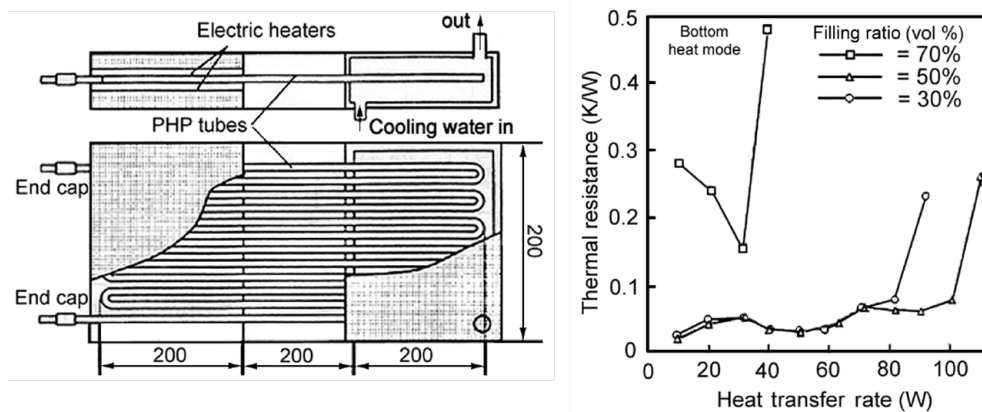 out
Electric heaters
PHP tubes
Cooling water in
End cap
End cap
200
200
200
200
Thermal resistance (K/W)
0.5
0.4
0.3
0.2
0.1
0
Bottom
heat mode
Filling ratio (vol %)
= 70%
= 50%
= 30%
0 20 40 60 80 100
Heat transfer rate (W)